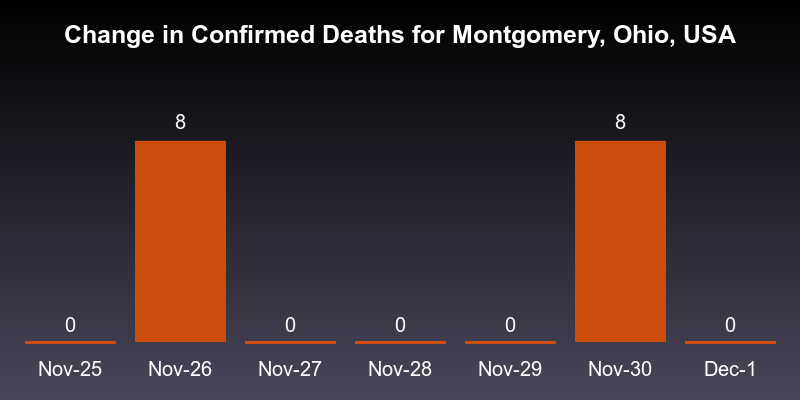 Change in Confirmed Deaths for Montgomery, Ohio, USA
8 8
0 0 0 0 0
Nov-25 Nov-26 Nov-27 Nov-28 Nov-29 Nov-30 Dec-1